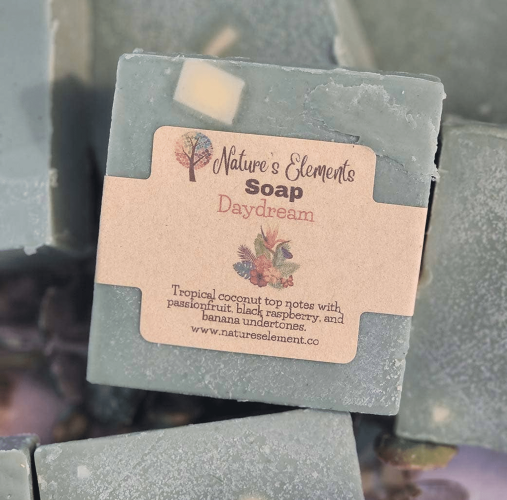 Nature's Elements
Soap
Daydream
Tropical coconut top notes with
passionfruit, black raspberry, and
banana undertones.
www.natureselement.co